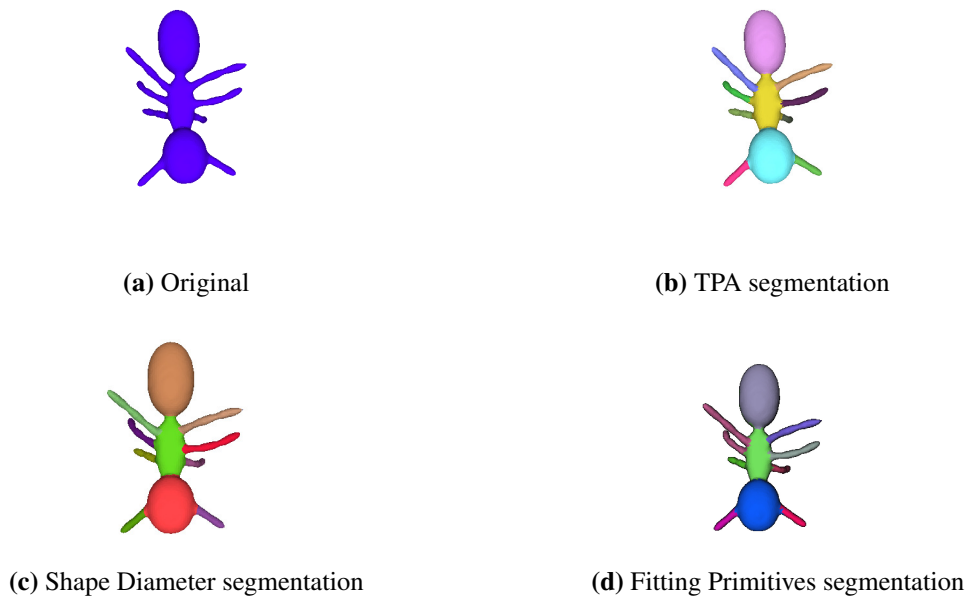 (a) Original
(b) TPA segmentation
(c) Shape Diameter segmentation
(d) Fitting Primitives segmentation